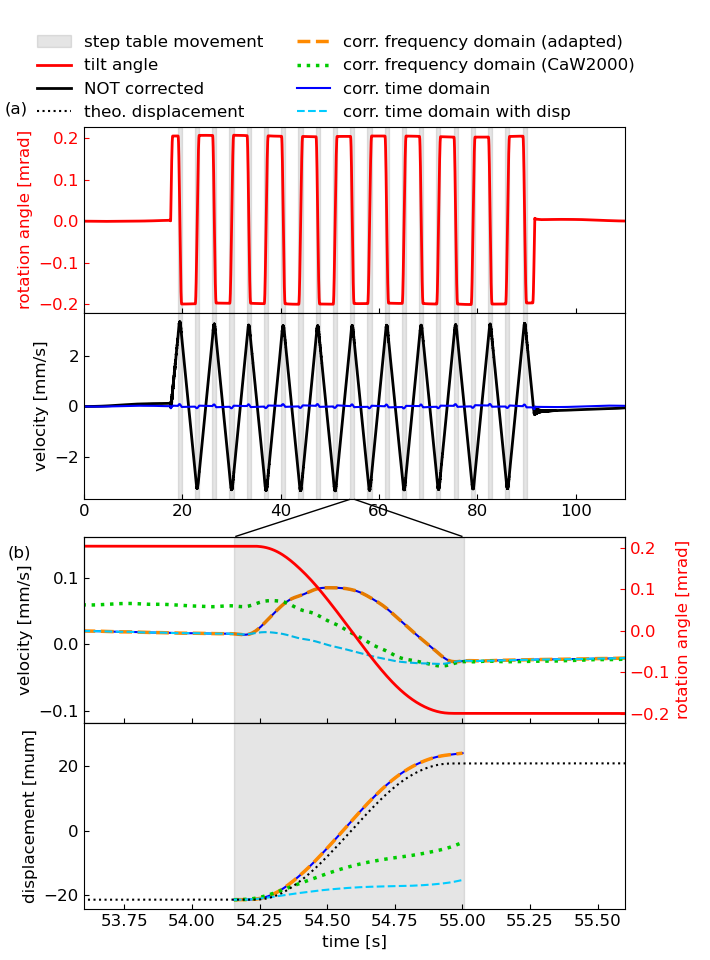 step table movement
tilt angle
NOT corrected
theo. displacement
corr. frequency domain (adapted)
corr. frequency domain (CaW2000)
corr. time domain
corr. time domain with disp
(a)
rotation angle [mrad]
0.2
0.1
0.0
−0.1
−0.2
velocity [mm/s]
2
0
−2
0 20 40 60 80 100
(b)
velocity [mm/s]
0.1
0.0
−0.1
0.2
0.1
0.0
−0.1
−0.2
rotation angle [mrad]
displacement [mum]
20
0
−20
53.75 54.00 54.25 54.50 54.75 55.00 55.25 55.50
time [s]